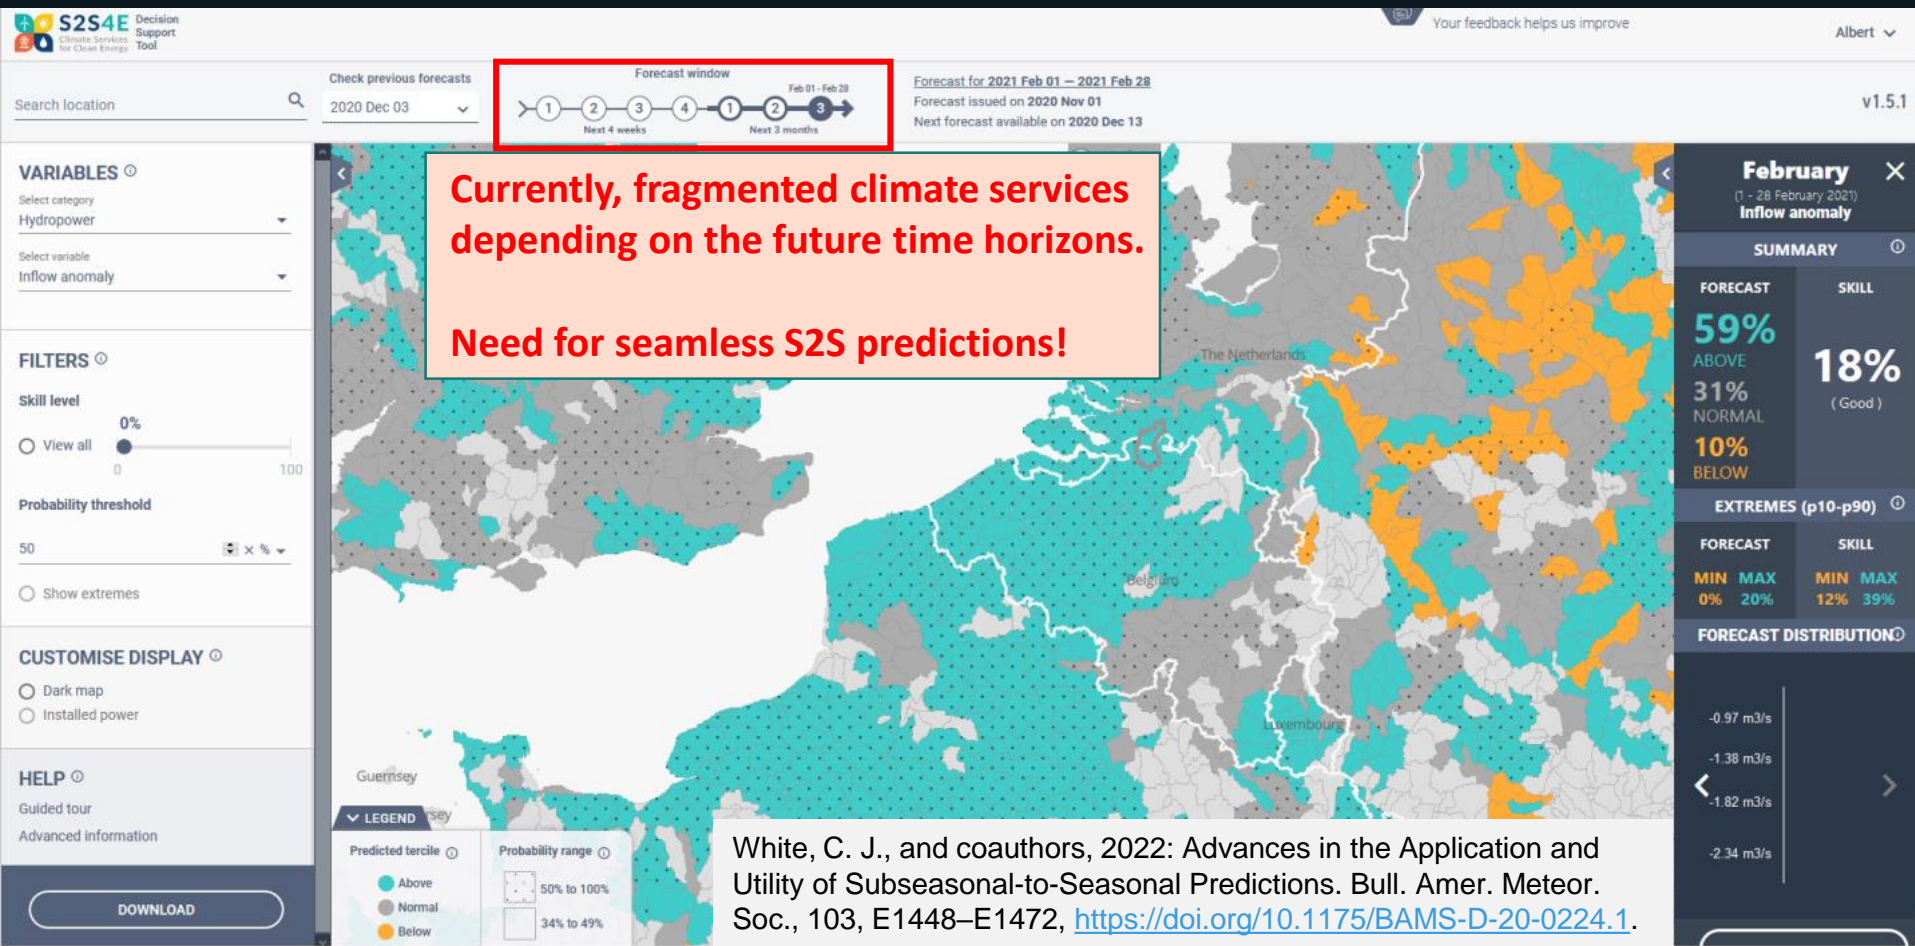 S2S4E
Climate Services
for Clean Energy
Decision
Support
Tool
Your feedback helps us improve
Albert
Search location
Check previous forecasts
2020 Dec 03
Forecast window
Feb 01 - Feb 28
1 2 3 4 1 2 3
Next 4 weeks Next 3 months
Forecast for 2021 Feb 01 — 2021 Feb 28
Forecast issued on 2020 Nov 01
Next forecast available on 2020 Dec 13
v1.5.1
VARIABLES
Select category
Hydropower
Select variable
Inflow anomaly
FILTERS
Skill level
0%
View all
0 100
Probability threshold
50 × %
Show extremes
CUSTOMISE DISPLAY
Dark map
Installed power
HELP
Guided tour
Advanced information
DOWNLOAD
Currently, fragmented climate services
depending on the future time horizons.
Need for seamless S2S predictions!
The Netherlands
Belgium
Luxembourg
Guernsey
rsey
LEGEND
Predicted tercile
Above
Normal
Below
Probability range
50% to 100%
34% to 49%
White, C. J., and coauthors, 2022: Advances in the Application and
Utility of Subseasonal-to-Seasonal Predictions. Bull. Amer. Meteor.
Soc., 103, E1448–E1472, https://doi.org/10.1175/BAMS-D-20-0224.1.
February
(1 - 28 February 2021)
Inflow anomaly
SUMMARY
FORECAST SKILL
59%
ABOVE
31%
NORMAL
10%
BELOW
18%
(Good)
EXTREMES (p10-p90)
FORECAST SKILL
MIN MAX MIN MAX
0% 20% 12% 39%
FORECAST DISTRIBUTION
-0.97 m3/s
-1.38 m3/s
-1.82 m3/s
-2.34 m3/s